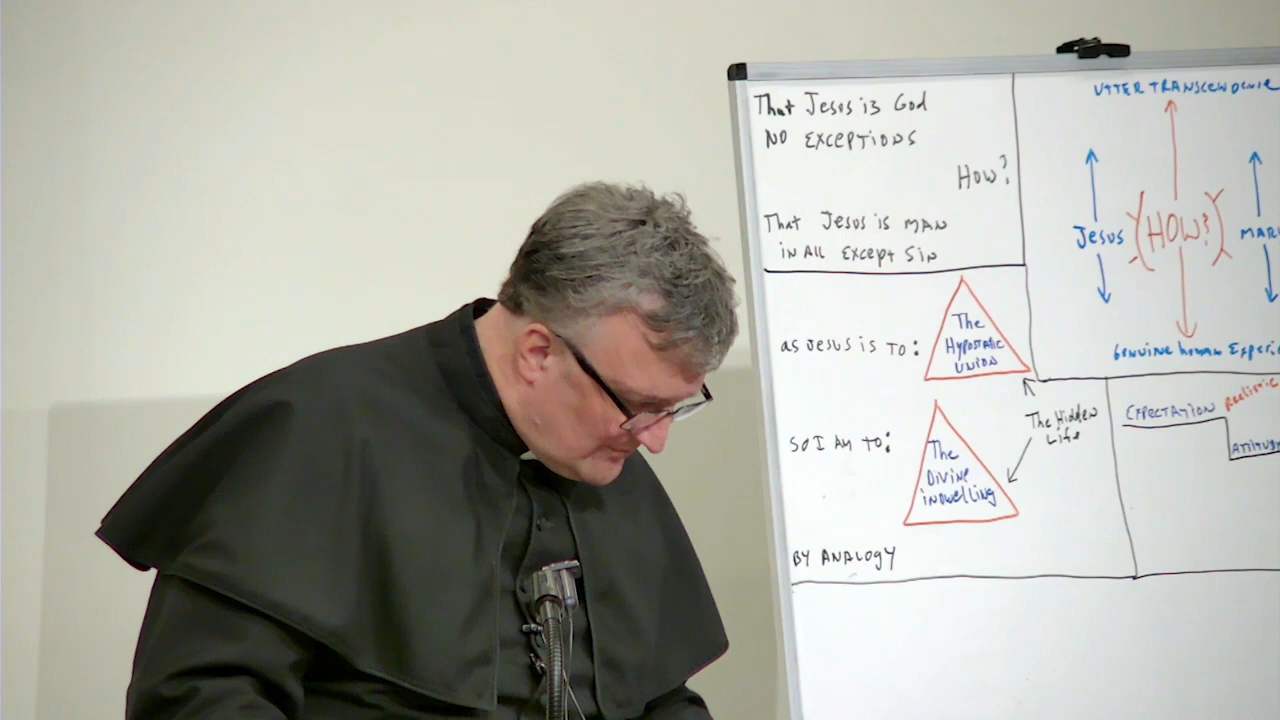 That Jesus is God
NO EXCEPTIONS
How?
That Jesus is MAN
IN ALL EXCEPT SIN
UTTER TRANSCENDENCE
Jesus
(HOW?)
Genuine human
as Jesus is to:
The
HYPOSTATIC
UNION
The Hidden
Life
SO I AM TO:
The
DIVINE
INDWELLING
BY ANALOGY
EXPECTATION
Realistic